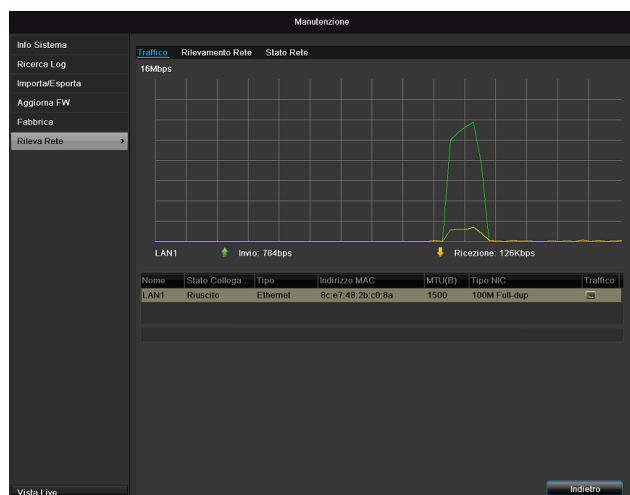 Manutenzione
Info Sistema
Ricerca Log
Importa/Esporta
Aggiorna FW
Fabbrica
Rileva Rete
Traffico Rilevamento Rete Stato Rete
16Mbps
LAN1 Invio: 784bps Ricezione: 126Kbps
Nome Stato Collega... Tipo Indirizzo MAC MTU(B) Tipo NIC Traffico
LAN1 Riuscito Ethernet 8c:e7:48:2b:c0:8a 1500 100M Full-dup
Vista Live
Indietro